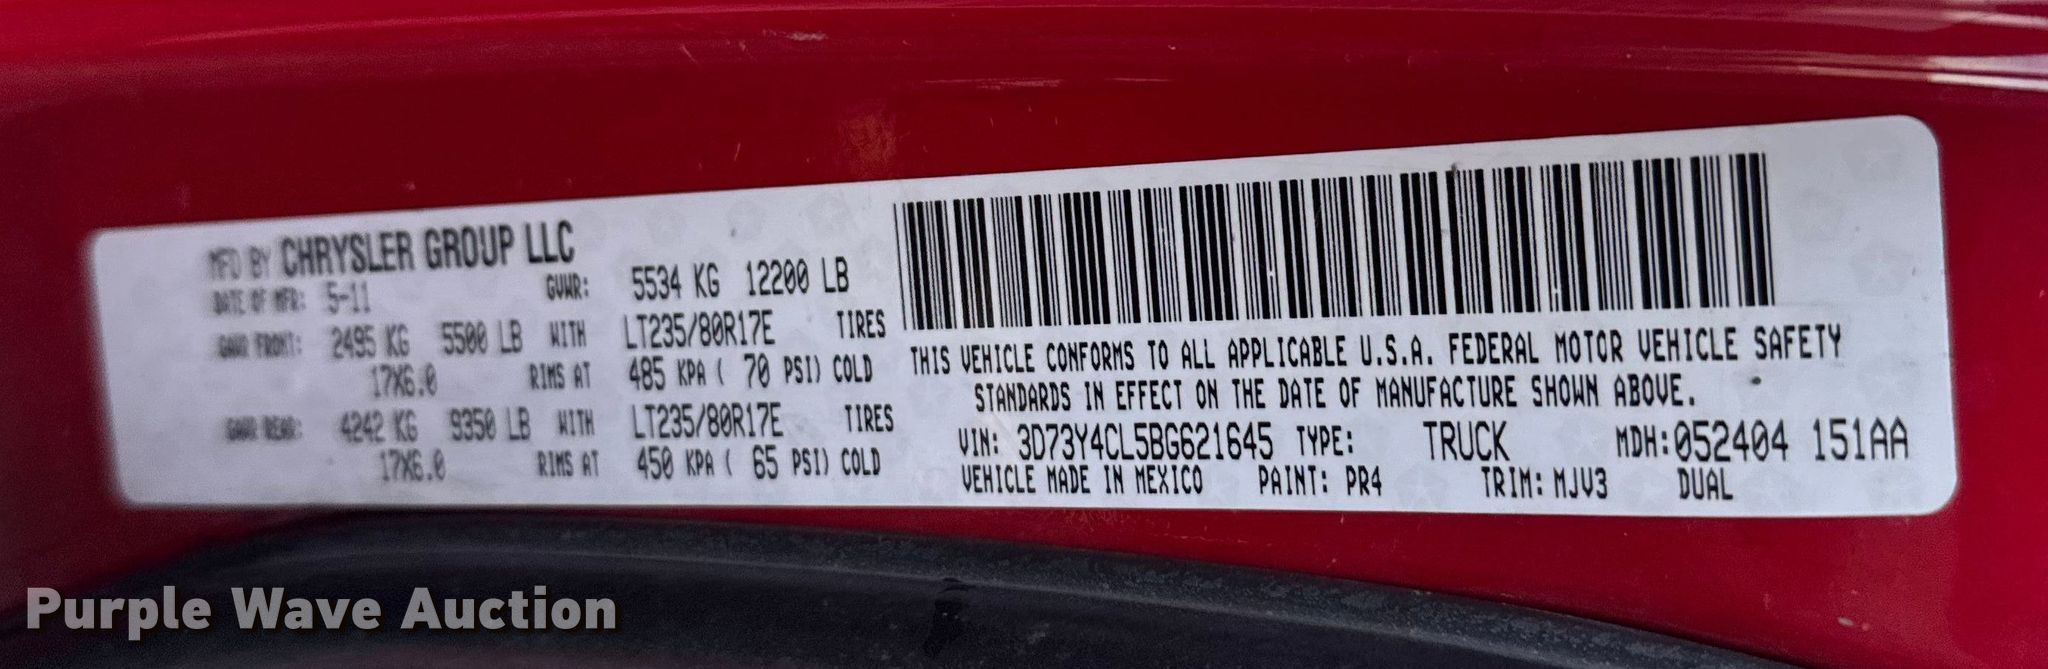 MFD BY CHRYSLER GROUP LLC
DATE OF MFR: 5-11 GVWR: 5534 KG 12200 LB
GAWR FRONT: 2495 KG 5500 LB WITH LT235/80R17E TIRES
17X6.0 RIMS AT 485 KPA ( 70 PSI) COLD
GAWR REAR: 4242 KG 9350 LB WITH LT235/80R17E TIRES
17X6.0 RIMS AT 450 KPA ( 65 PSI) COLD
THIS VEHICLE CONFORMS TO ALL APPLICABLE U.S.A. FEDERAL MOTOR VEHICLE SAFETY
STANDARDS IN EFFECT ON THE DATE OF MANUFACTURE SHOWN ABOVE.
VIN: 3D73Y4CL5BG621645 TYPE: TRUCK MDH:052404 151AA
VEHICLE MADE IN MEXICO PAINT: PR4 TRIM: MJV3 DUAL
Purple Wave Auction